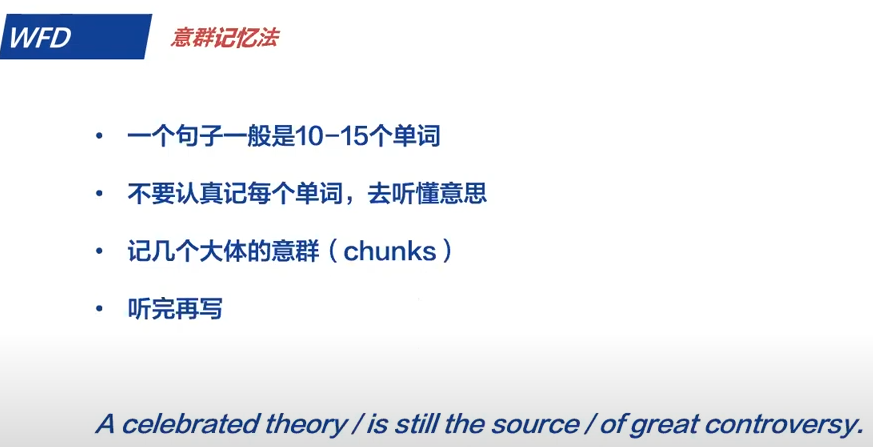 WFD
意群记忆法
• 一个句子一般是10-15个单词
• 不要认真记每个单词，去听懂意思
• 记几个大体的意群（chunks）
• 听完再写
A celebrated theory / is still the source / of great controversy.